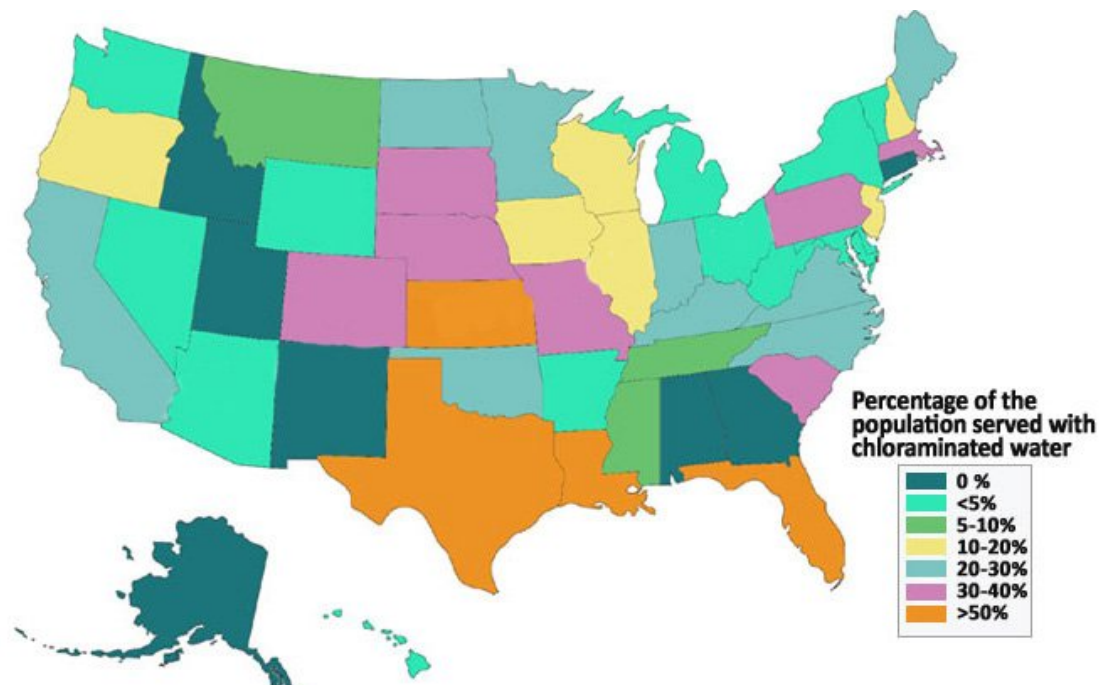 Percentage of the
population served with
chloraminated water
0 %
<5%
5-10%
10-20%
20-30%
30-40%
>50%